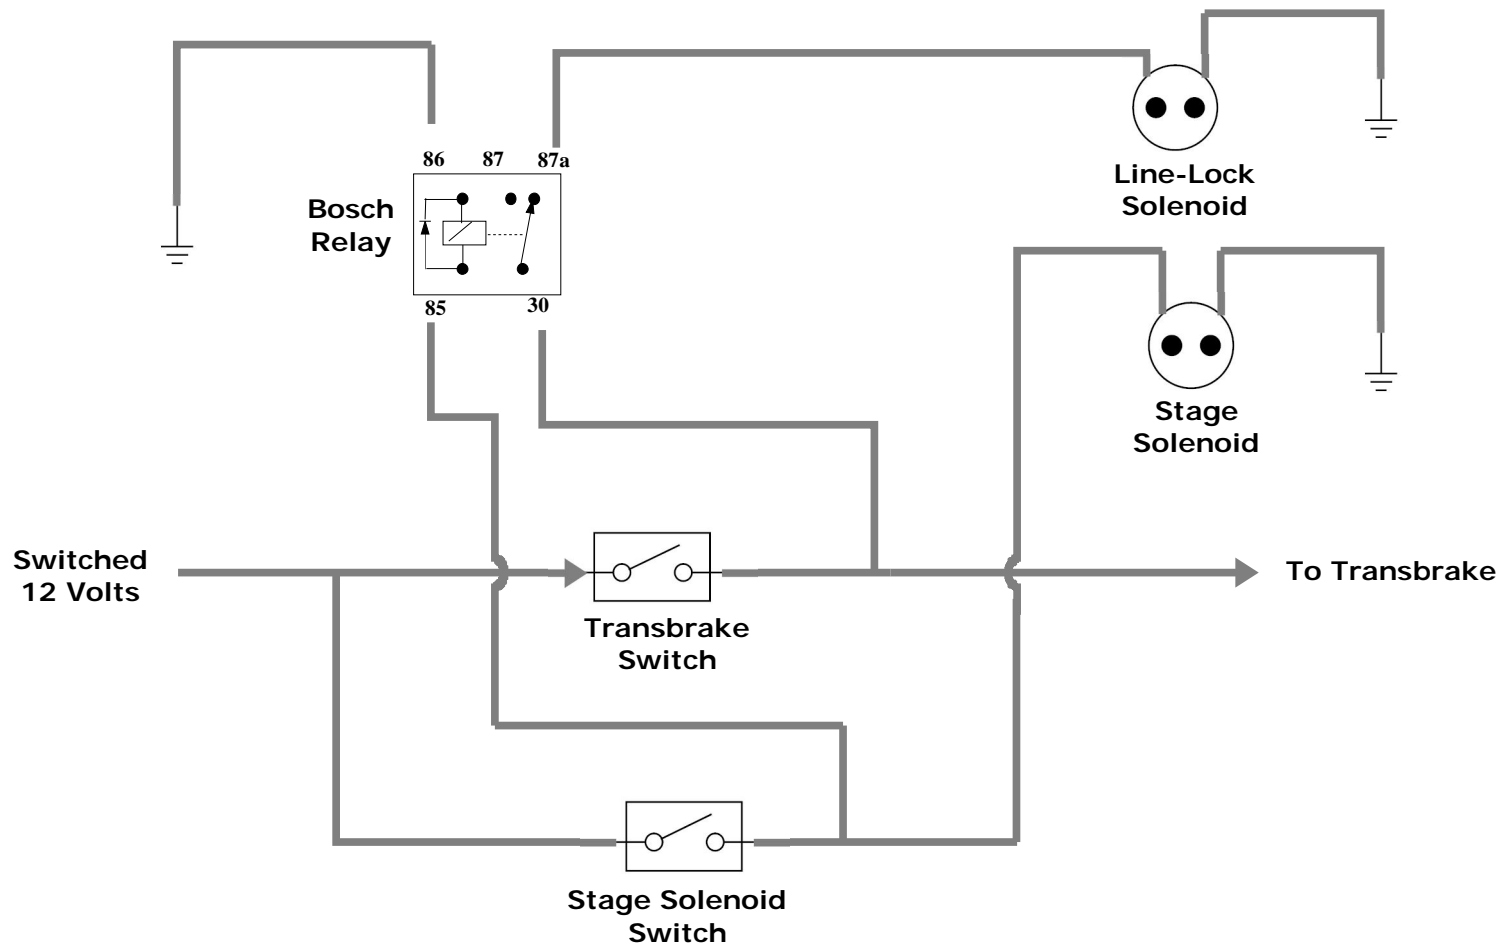 86 87 87a
Bosch
Relay
85 30
Line-Lock
Solenoid
Stage
Solenoid
Switched
12 Volts
To Transbrake
Transbrake
Switch
Stage Solenoid
Switch